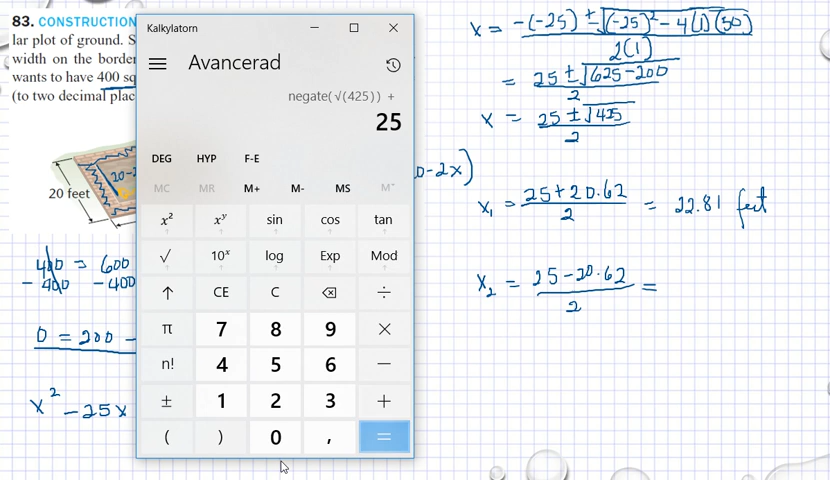 83. CONSTRUCTION
lar plot of ground. S
width on the border
wants to have 400 sq
(to two decimal plac
20 feet
20-2
400 = 600
- 400 - 400
0 = 200 -
x² - 25x
Kalkylatorn
Avancerad
negate(√(425)) +
25
DEG HYP F-E
MC MR M+ M- MS M˅
x² xʸ sin cos tan
√ 10ˣ log Exp Mod
↑ CE C ⌫ ÷
π 7 8 9 ×
n! 4 5 6 −
± 1 2 3 +
( ) 0 , =
0-2x)
x = -(-25) ± √(-25)² - 4(1)(50)
2(1)
= 25 ± √625-200
2
x = 25 ± √425
2
x₁ = 25+20.62 = 22.81 feet
2
x₂ = 25-20.62 =
2